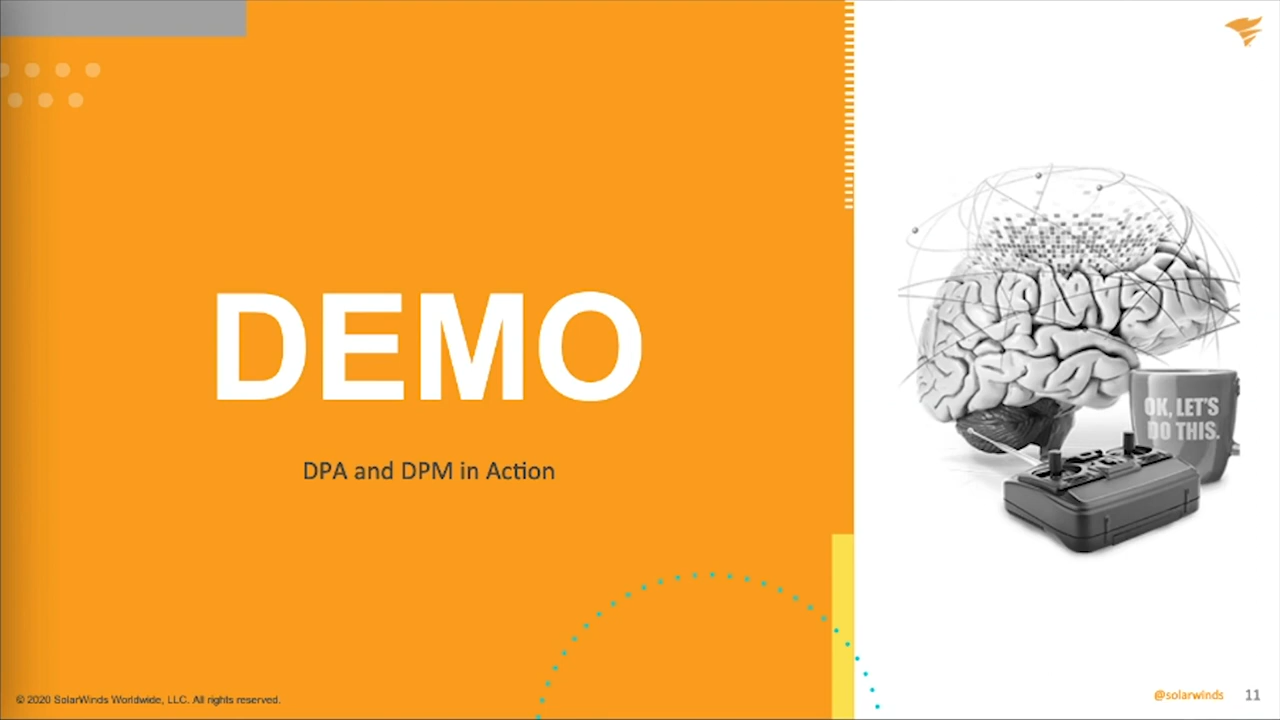 DEMO
DPA and DPM in Action
OK, LET'S
DO THIS.
© 2020 SolarWinds Worldwide, LLC. All rights reserved.
@solarwinds
11